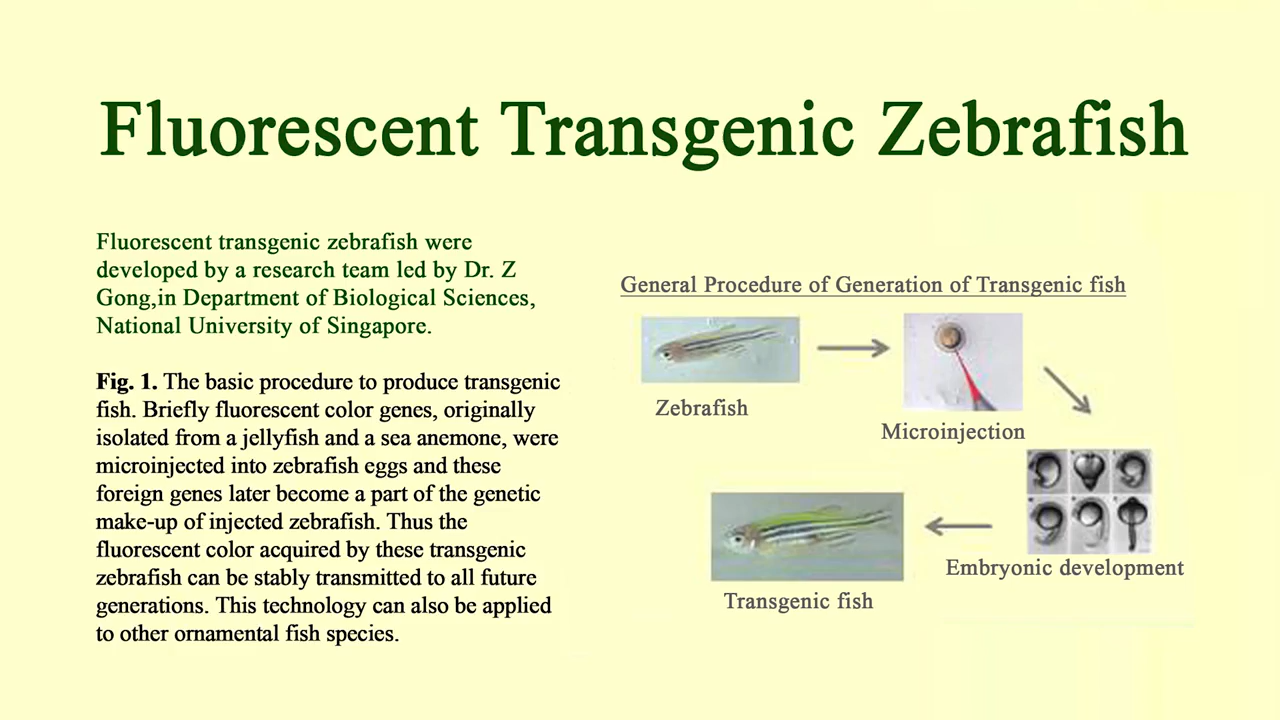 Fluorescent Transgenic Zebrafish
Fluorescent transgenic zebrafish were
developed by a research team led by Dr. Z
Gong,in Department of Biological Sciences,
National University of Singapore.
Fig. 1. The basic procedure to produce transgenic
fish. Briefly fluorescent color genes, originally
isolated from a jellyfish and a sea anemone, were
microinjected into zebrafish eggs and these
foreign genes later become a part of the genetic
make-up of injected zebrafish. Thus the
fluorescent color acquired by these transgenic
zebrafish can be stably transmitted to all future
generations. This technology can also be applied
to other ornamental fish species.
General Procedure of Generation of Transgenic fish
Zebrafish
Microinjection
Embryonic development
Transgenic fish